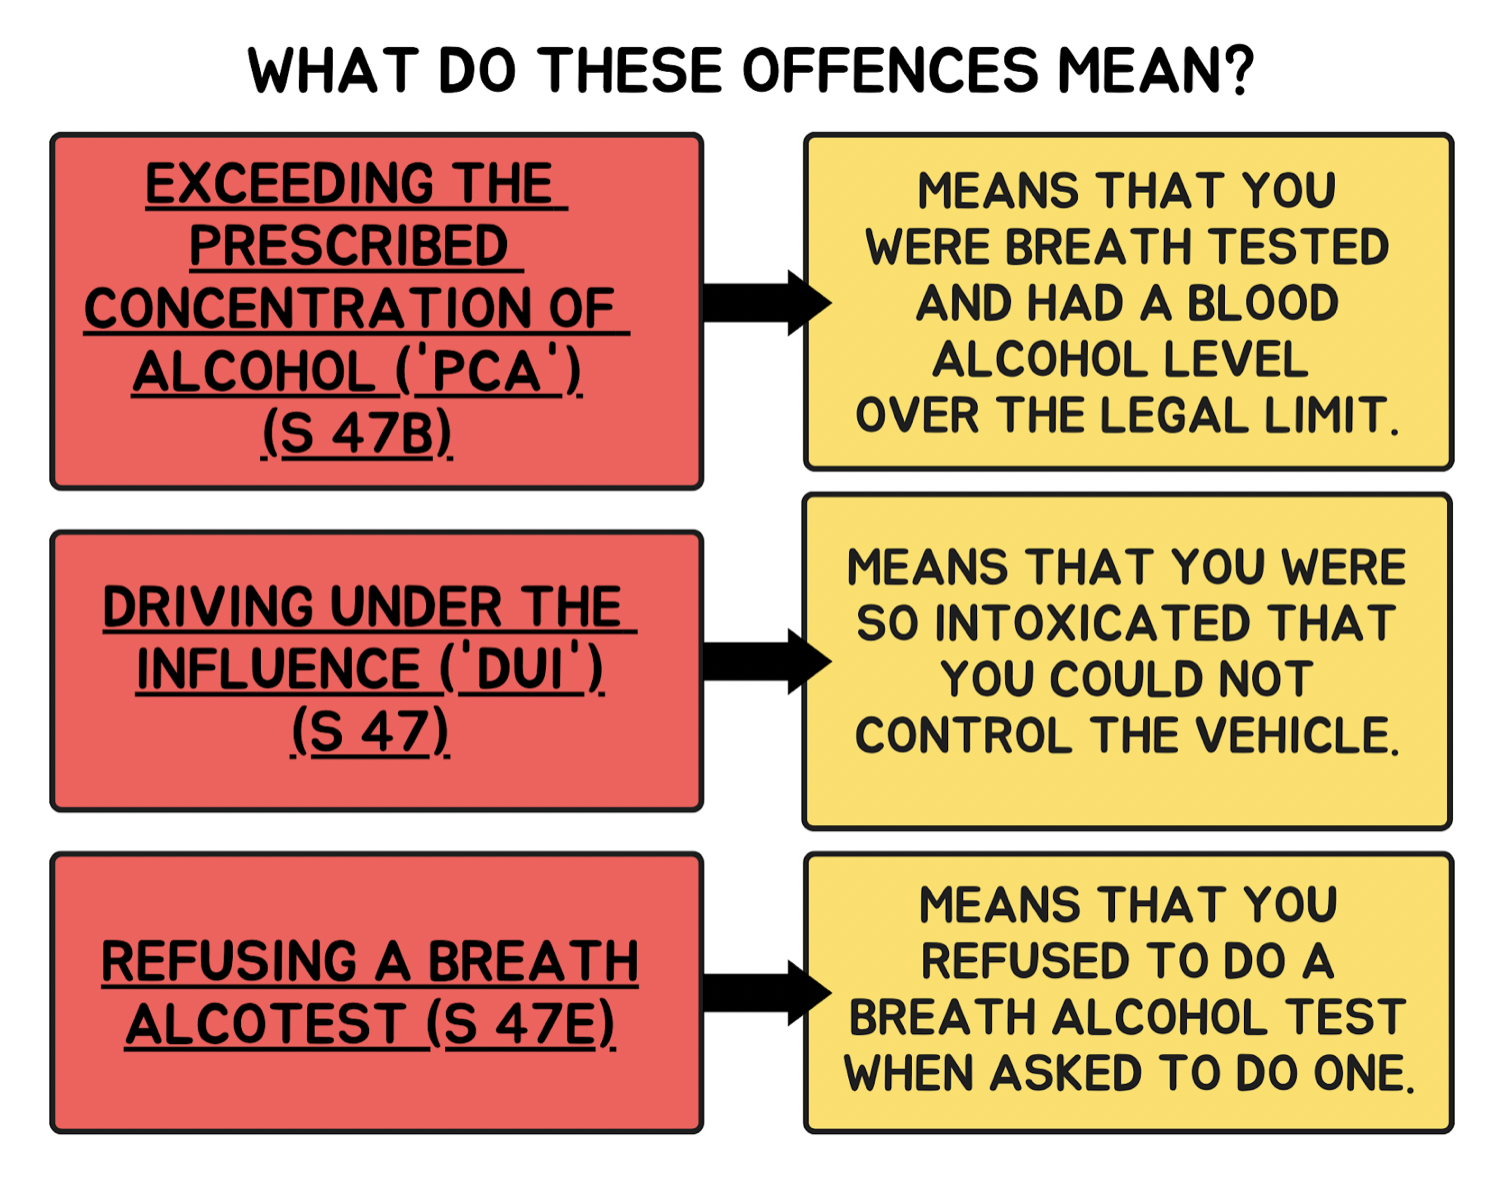 WHAT DO THESE OFFENCES MEAN?
EXCEEDING THE
PRESCRIBED
CONCENTRATION OF
ALCOHOL ('PCA')
(S 47B)
MEANS THAT YOU
WERE BREATH TESTED
AND HAD A BLOOD
ALCOHOL LEVEL
OVER THE LEGAL LIMIT.
DRIVING UNDER THE
INFLUENCE ('DUI')
(S 47)
MEANS THAT YOU WERE
SO INTOXICATED THAT
YOU COULD NOT
CONTROL THE VEHICLE.
REFUSING A BREATH
ALCOTEST (S 47E)
MEANS THAT YOU
REFUSED TO DO A
BREATH ALCOHOL TEST
WHEN ASKED TO DO ONE.